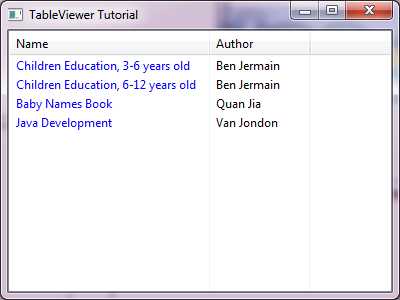 TableViewer Tutorial
Name Author
Children Education, 3-6 years old Ben Jermain
Children Education, 6-12 years old Ben Jermain
Baby Names Book Quan Jia
Java Development Van Jondon